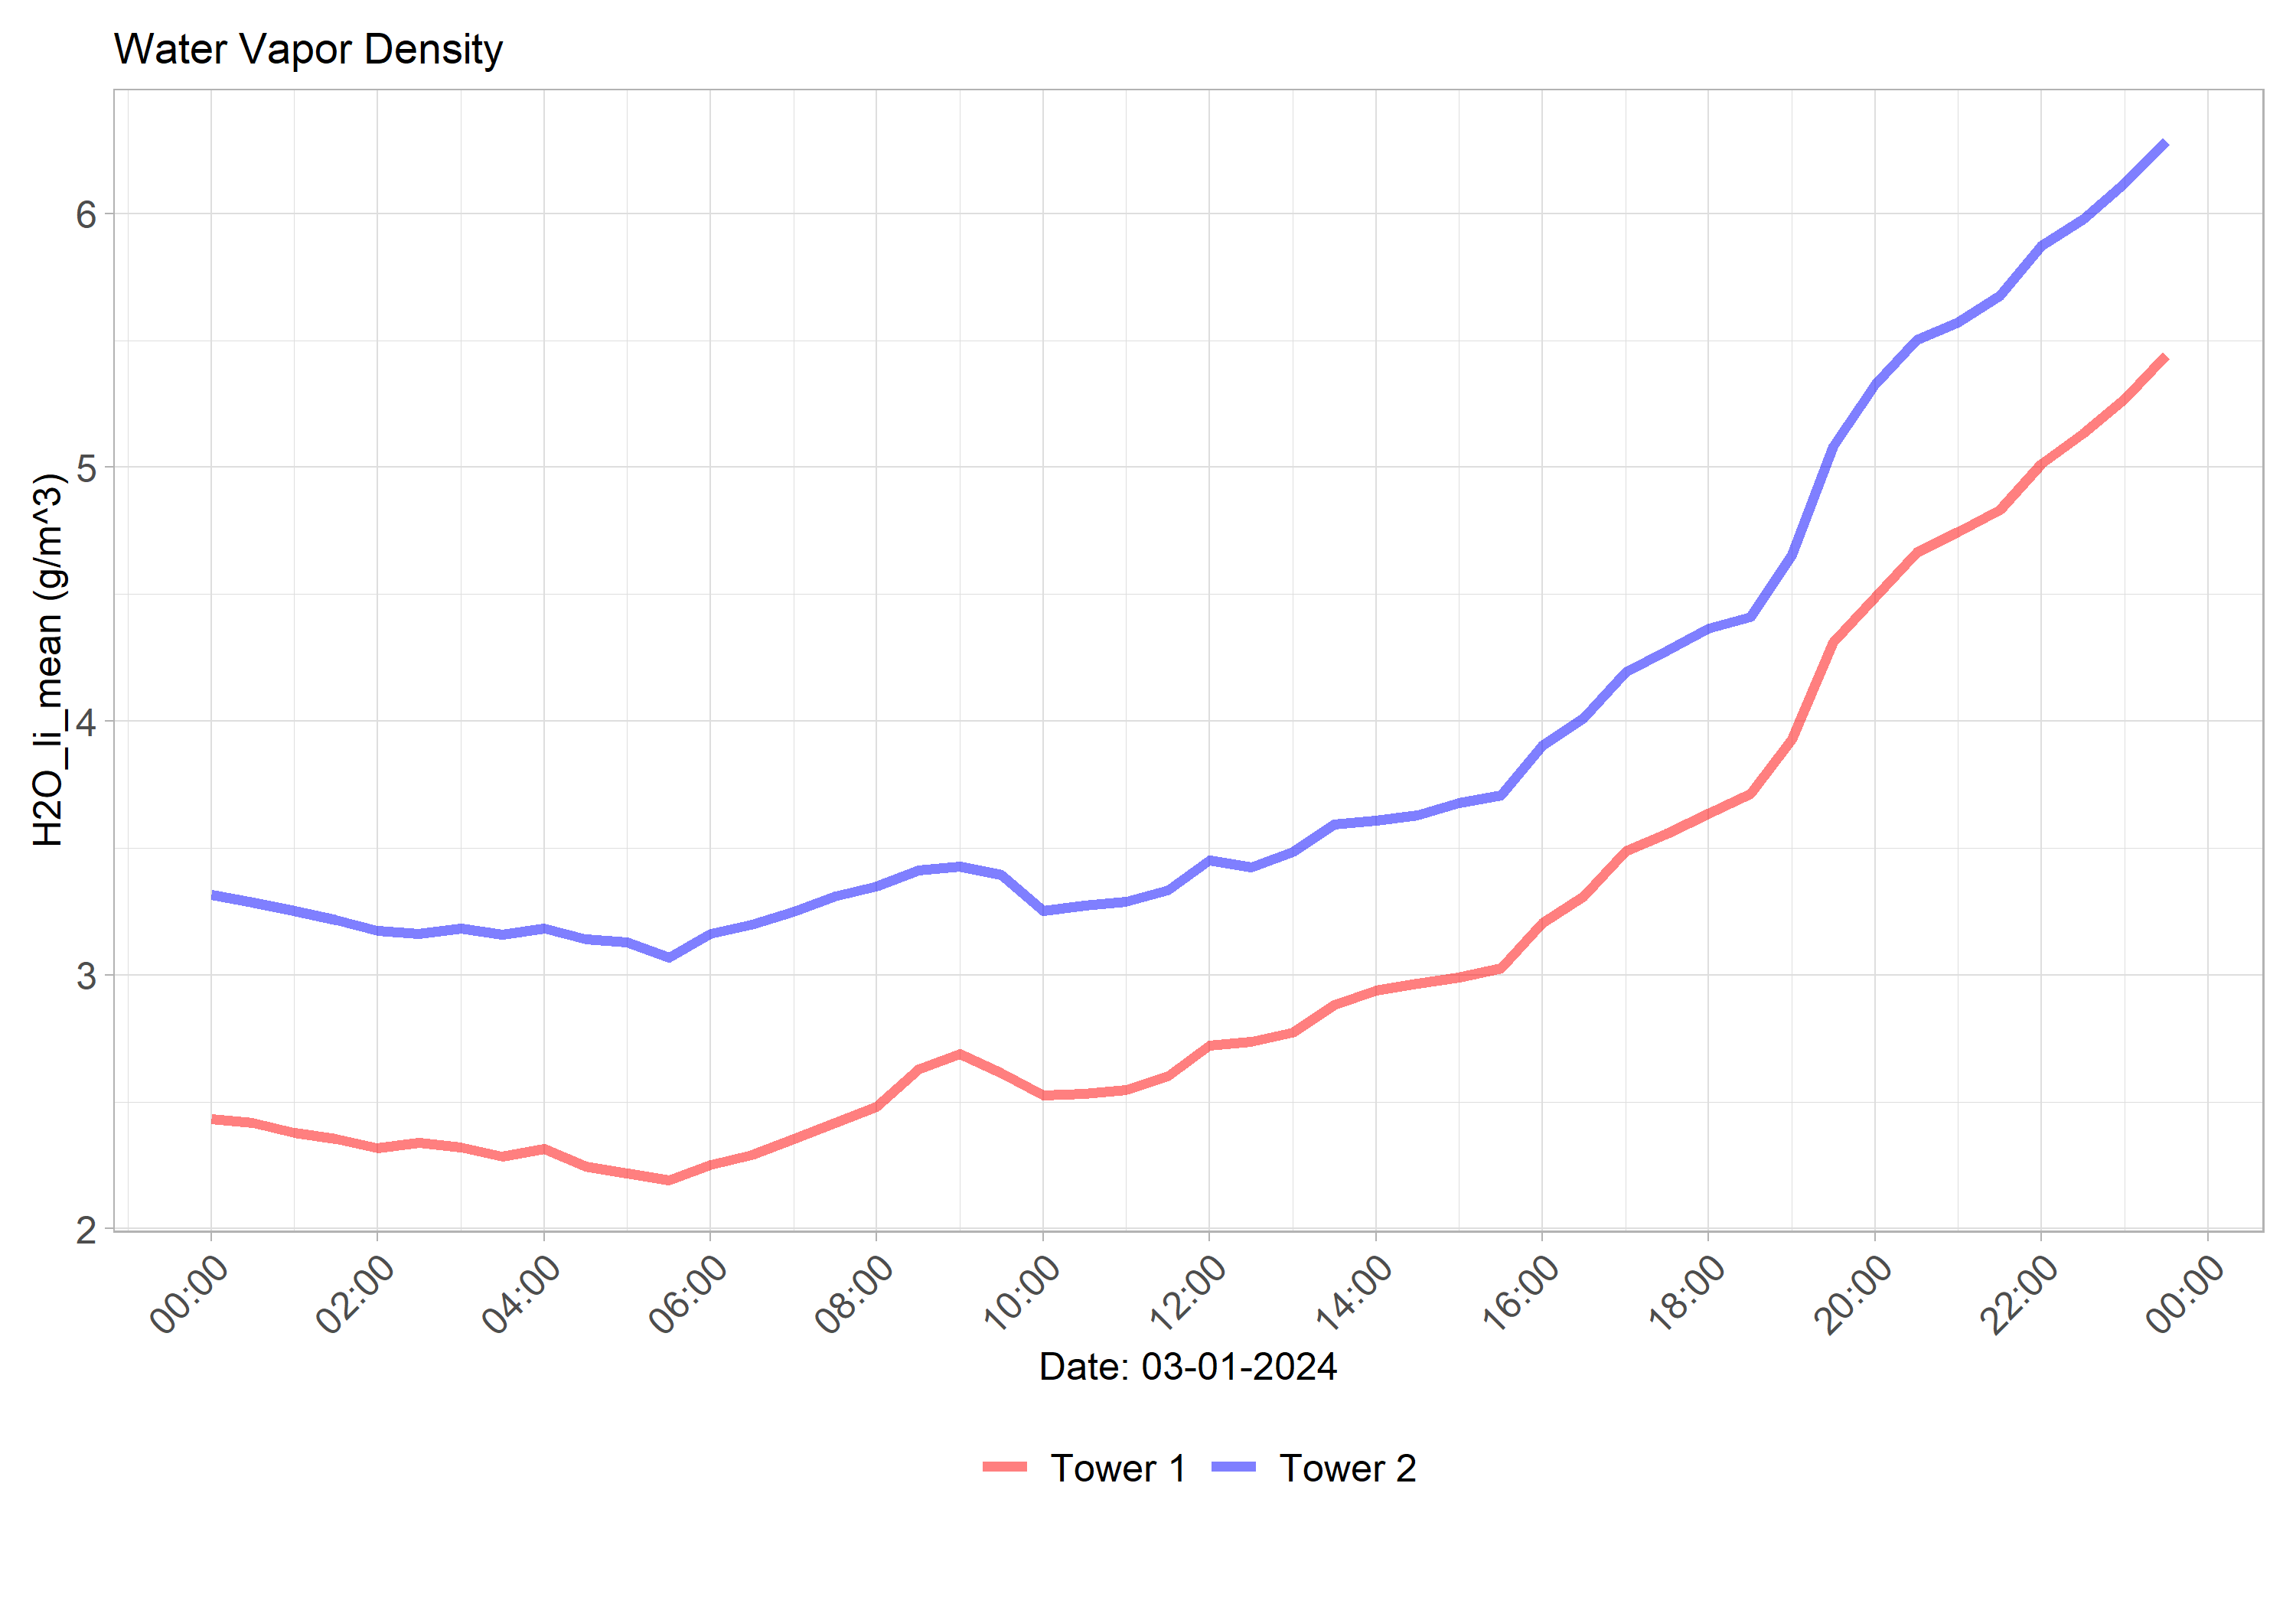 Water Vapor Density
H2O_li_mean (g/m^3)
6
5
4
3
2
00:00 02:00 04:00 06:00 08:00 10:00 12:00 14:00 16:00 18:00 20:00 22:00 00:00
Date: 03-01-2024
Tower 1 Tower 2